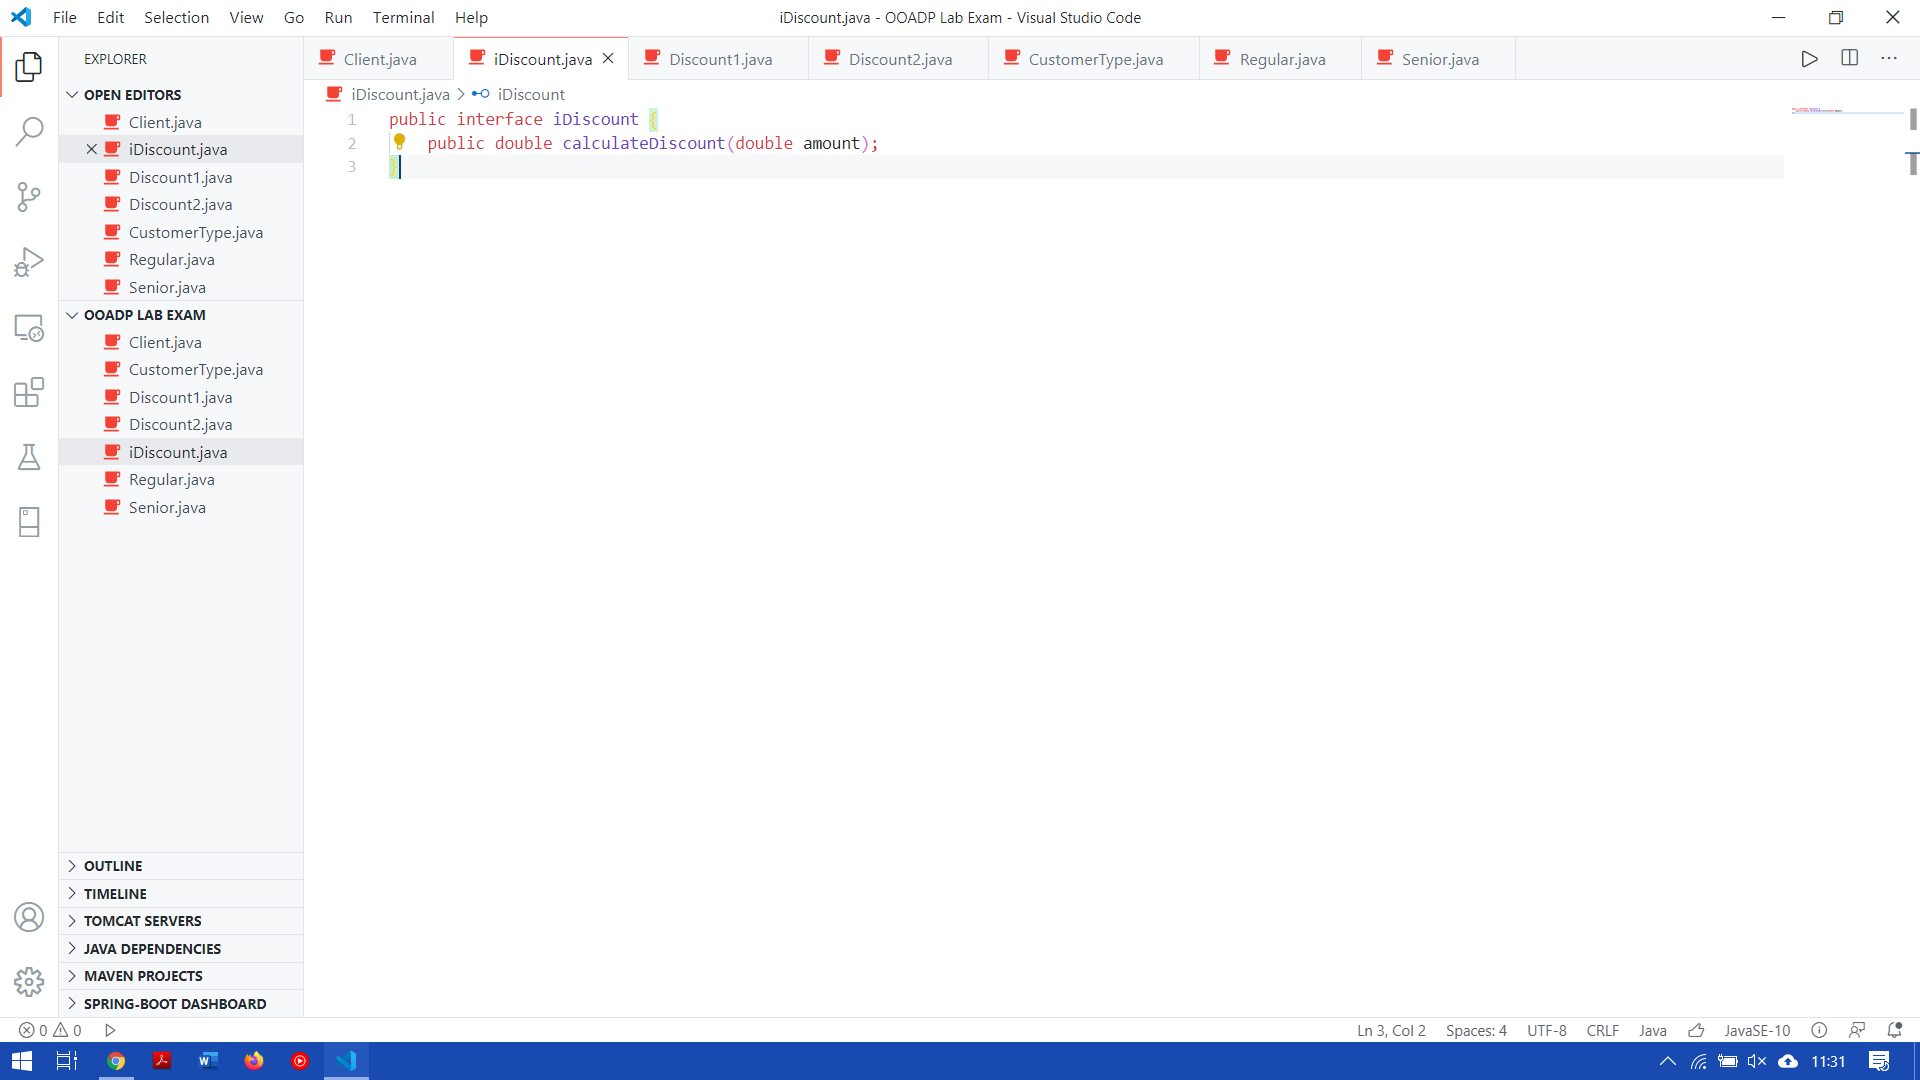 File Edit Selection View Go Run Terminal Help
iDiscount.java - OOADP Lab Exam - Visual Studio Code
EXPLORER
OPEN EDITORS
Client.java
iDiscount.java
Discount1.java
Discount2.java
CustomerType.java
Regular.java
Senior.java
OOADP LAB EXAM
Client.java
CustomerType.java
Discount1.java
Discount2.java
iDiscount.java
Regular.java
Senior.java
OUTLINE
TIMELINE
TOMCAT SERVERS
JAVA DEPENDENCIES
MAVEN PROJECTS
SPRING-BOOT DASHBOARD
Client.java iDiscount.java Discount1.java Discount2.java CustomerType.java Regular.java Senior.java
iDiscount.java > iDiscount
1 public interface iDiscount {
2 public double calculateDiscount(double amount);
3 }
0 0 Ln 3, Col 2 Spaces: 4 UTF-8 CRLF Java JavaSE-10
11:31